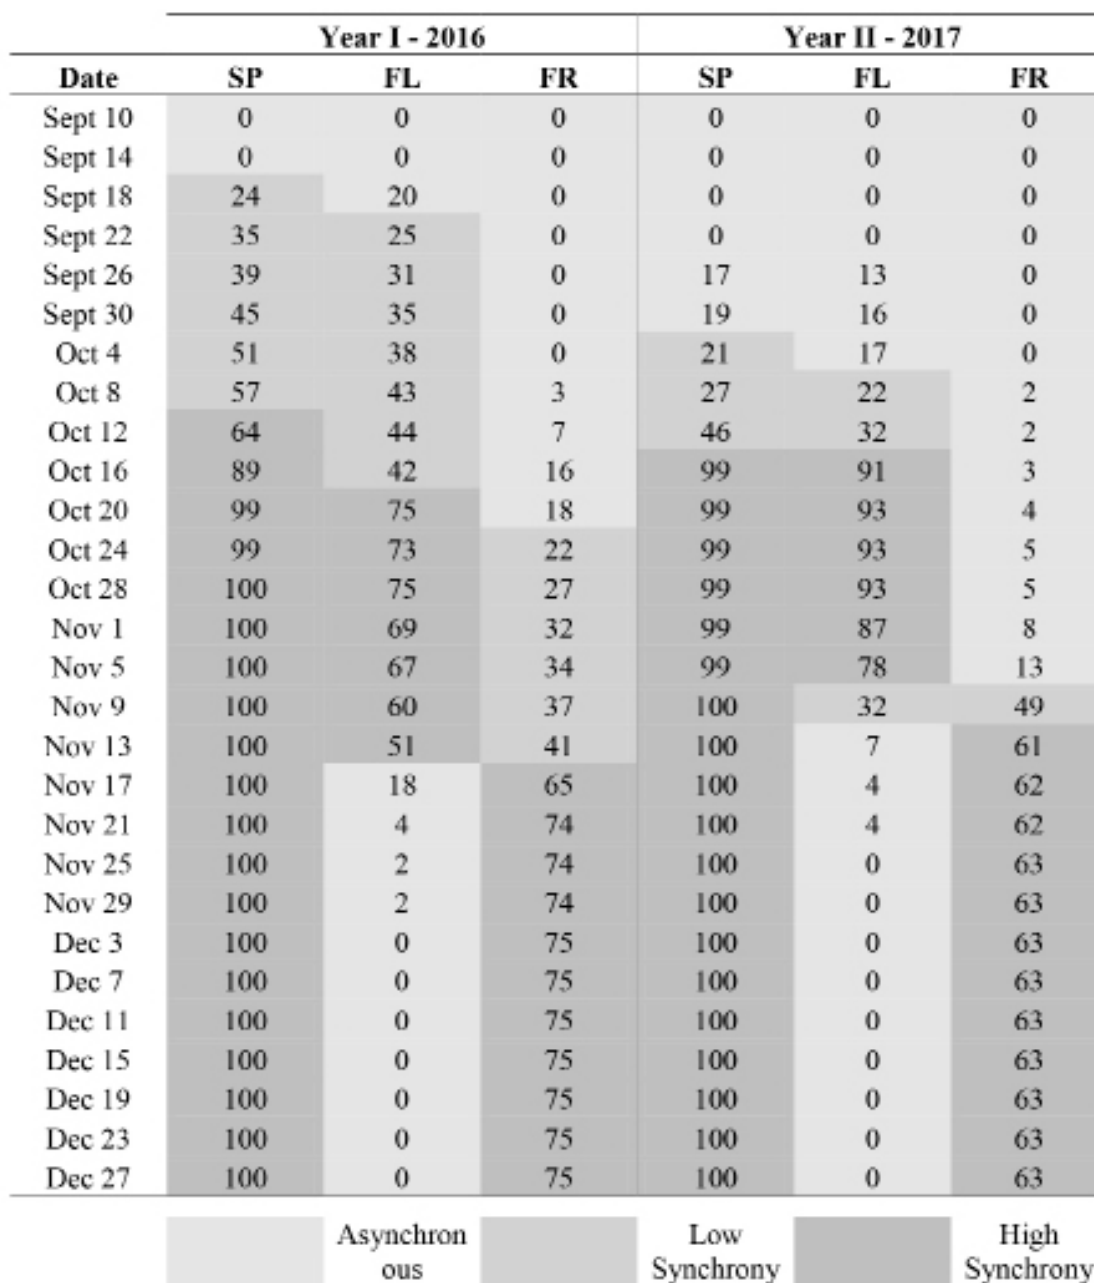 Year I - 2016 Year II - 2017
Date SP FL FR SP FL FR
Sept 10 0 0 0 0 0 0
Sept 14 0 0 0 0 0 0
Sept 18 24 20 0 0 0 0
Sept 22 35 25 0 0 0 0
Sept 26 39 31 0 17 13 0
Sept 30 45 35 0 19 16 0
Oct 4 51 38 0 21 17 0
Oct 8 57 43 3 27 22 2
Oct 12 64 44 7 46 32 2
Oct 16 89 42 16 99 91 3
Oct 20 99 75 18 99 93 4
Oct 24 99 73 22 99 93 5
Oct 28 100 75 27 99 93 5
Nov 1 100 69 32 99 87 8
Nov 5 100 67 34 99 78 13
Nov 9 100 60 37 100 32 49
Nov 13 100 51 41 100 7 61
Nov 17 100 18 65 100 4 62
Nov 21 100 4 74 100 4 62
Nov 25 100 2 74 100 0 63
Nov 29 100 2 74 100 0 63
Dec 3 100 0 75 100 0 63
Dec 7 100 0 75 100 0 63
Dec 11 100 0 75 100 0 63
Dec 15 100 0 75 100 0 63
Dec 19 100 0 75 100 0 63
Dec 23 100 0 75 100 0 63
Dec 27 100 0 75 100 0 63
Asynchron Low High
ous Synchrony Synchrony